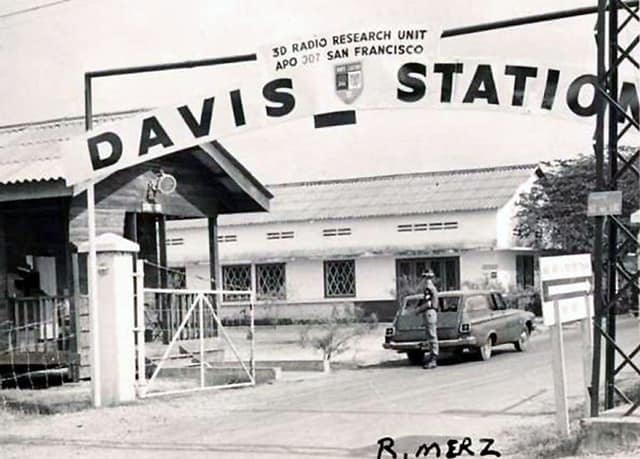 3D RADIO RESEARCH UNIT
APO 307 SAN FRANCISCO
DAVIS STATION
R. MERZ